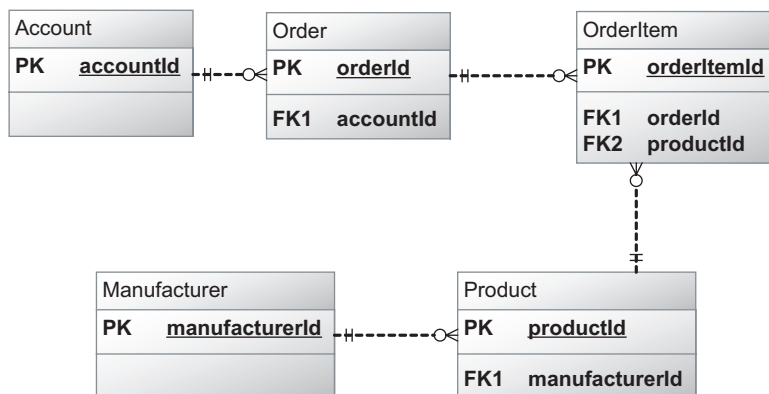 Account
PK accountId
Order
PK orderId
FK1 accountId
OrderItem
PK orderItemId
FK1 orderId
FK2 productId
Manufacturer
PK manufacturerId
Product
PK productId
FK1 manufacturerId